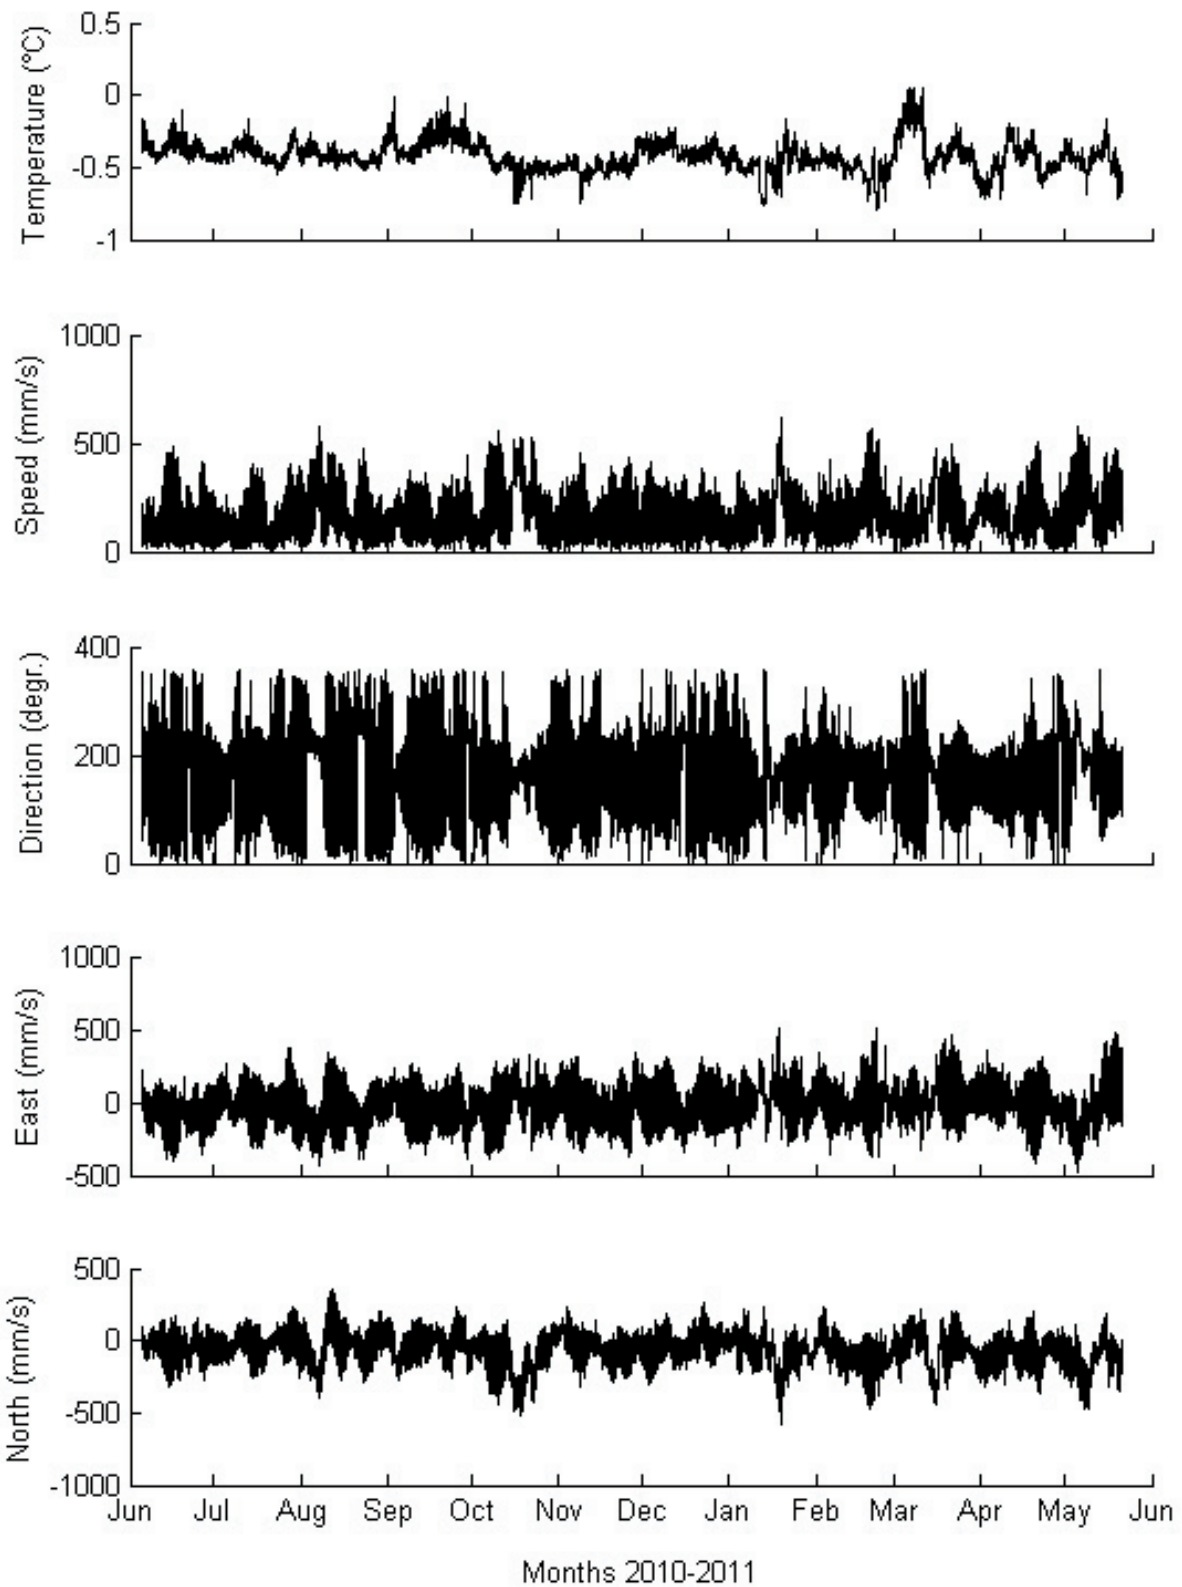 0.5
0
-0.5
-1
Temperature (°C)
1000
500
0
Speed (mm/s)
400
200
0
Direction (degr.)
1000
500
0
-500
East (mm/s)
500
0
-500
-1000
North (mm/s)
Jun Jul Aug Sep Oct Nov Dec Jan Feb Mar Apr May Jun
Months 2010-2011